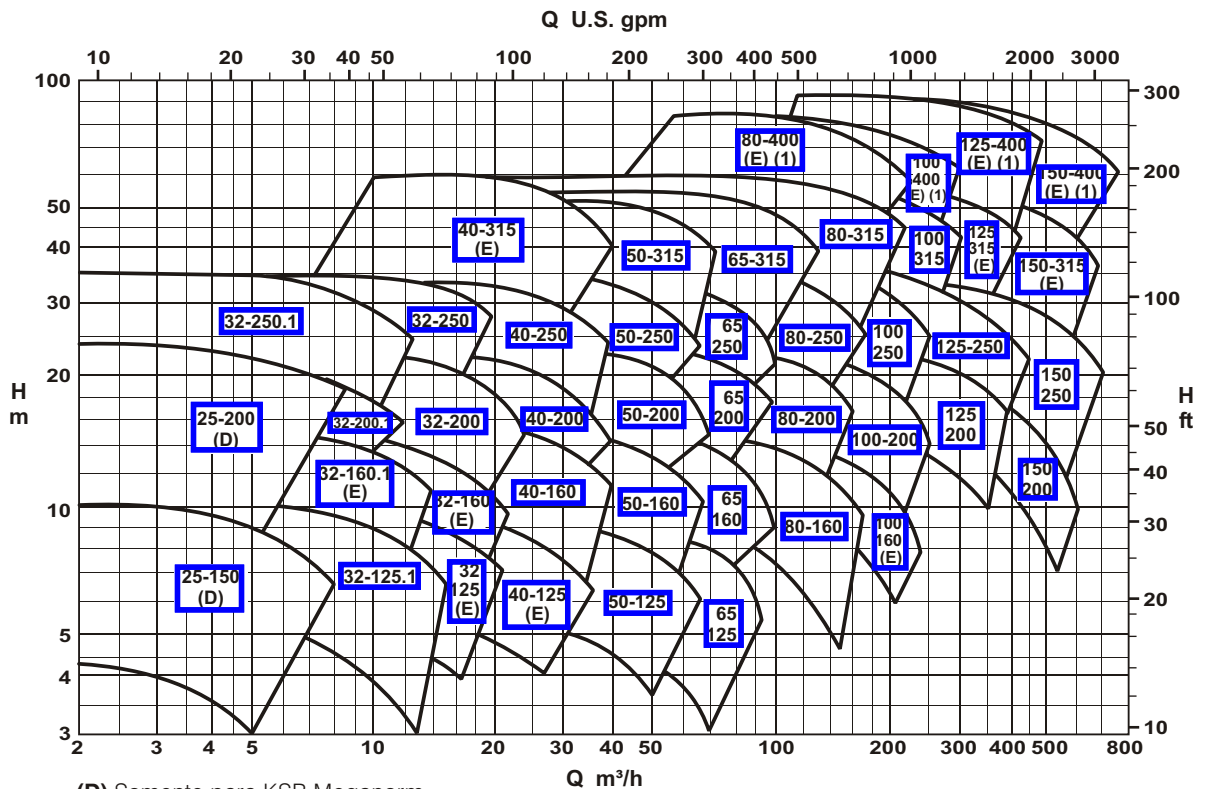 Q U.S. gpm
10 20 30 40 50 100 200 300 400 500 1000 2000 3000
100 50 40 30 20 10 5 4 3
300 200 100 50 40 30 20 10
H
m
H
ft
80-400
(E) (1)
100
400
(E) (1)
125-400
(E) (1)
150-400
(E) (1)
40-315
(E)
50-315
65-315
80-315
100
315
125
315
(E)
150-315
(E)
32-250.1
32-250
40-250
50-250
65
250
80-250
100
250
125-250
150
250
25-200
(D)
32-200.1
32-200
40-200
50-200
65
200
80-200
100-200
125
200
150
200
32-160.1
(E)
32-160
(E)
40-160
50-160
65
160
80-160
100
160
(E)
25-150
(D)
32-125.1
32
125
(E)
40-125
(E)
50-125
65
125
2 3 4 5 10 20 30 40 50 100 200 300 400 500 800
Q m³/h
(D) Somente para KSB Meganorm